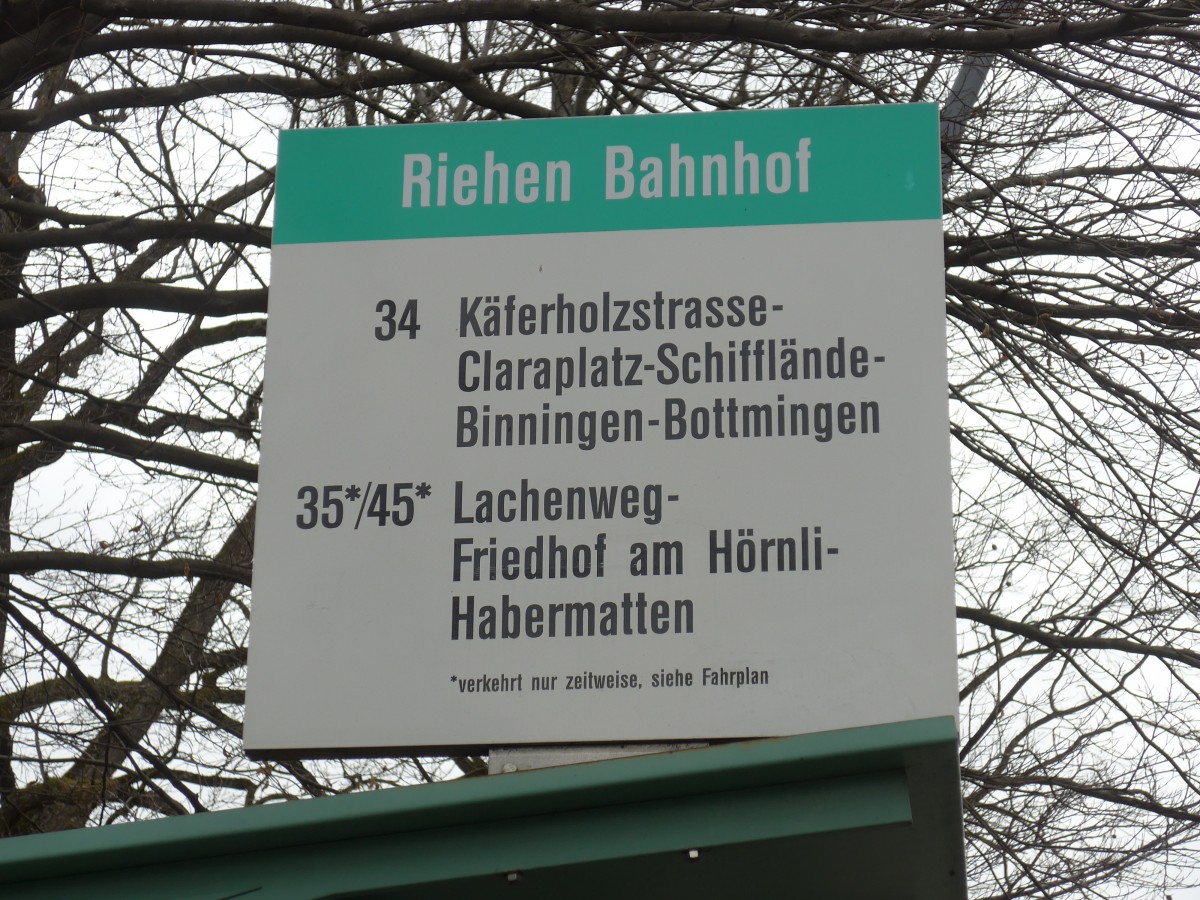 Riehen Bahnhof
34 Käferholzstrasse-
Claraplatz-Schifflände-
Binningen-Bottmingen
35*/45* Lachenweg-
Friedhof am Hörnli-
Habermatten
*verkehrt nur zeitweise, siehe Fahrplan